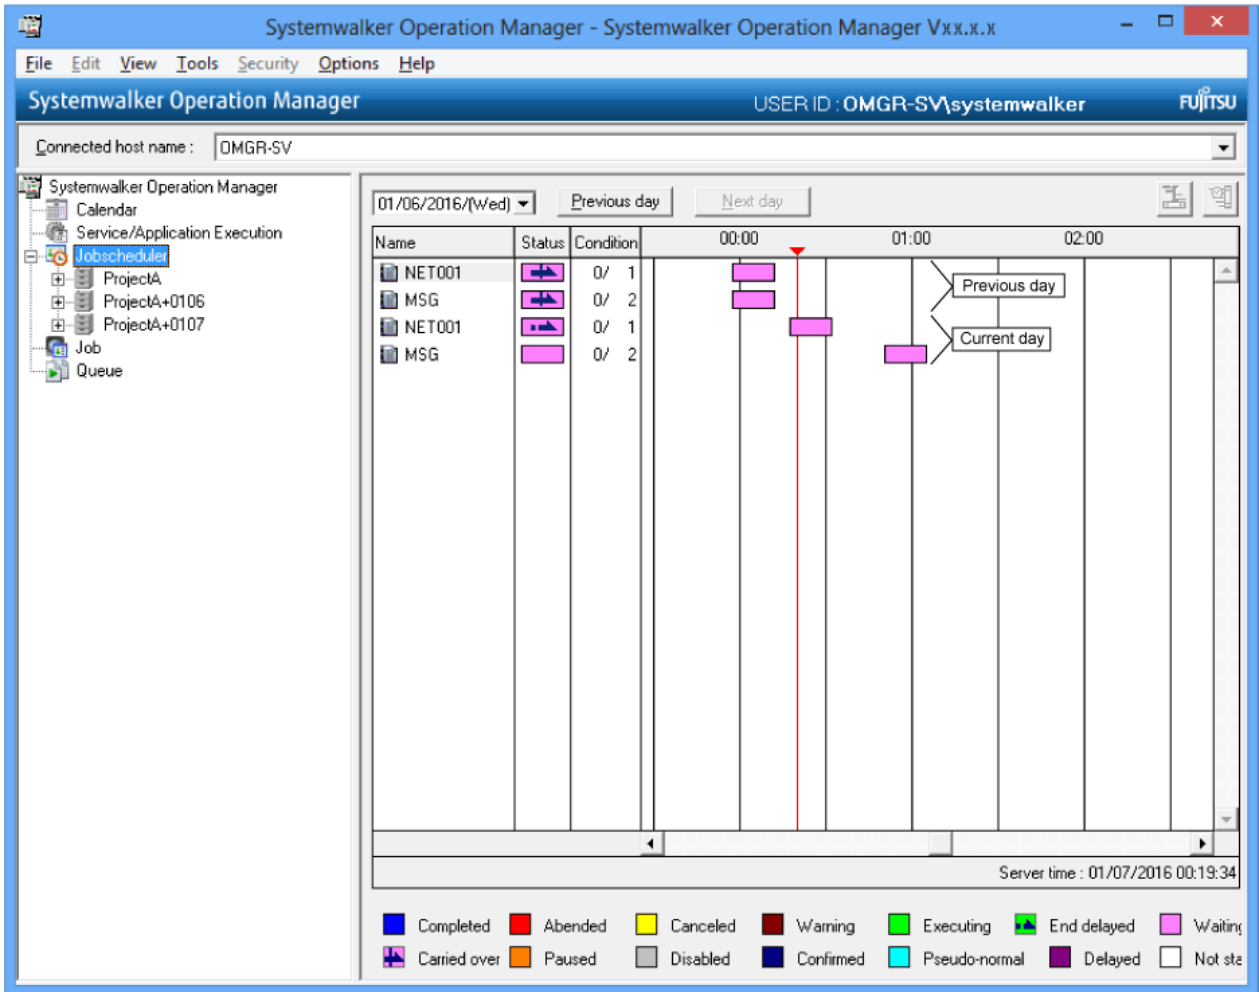 Systemwalker Operation Manager - Systemwalker Operation Manager Vxx.x.x
File Edit View Tools Security Options Help
Systemwalker Operation Manager USER ID : OMGR-SV\systemwalker FUJITSU
Connected host name : OMGR-SV
Systemwalker Operation Manager
Calendar
Service/Application Execution
Jobscheduler
ProjectA
ProjectA+0106
ProjectA+0107
Job
Queue
01/06/2016/(Wed) Previous day Next day
Name Status Condition 00:00 01:00 02:00
NET001 0/ 1
MSG 0/ 2
NET001 0/ 1
MSG 0/ 2
Previous day
Current day
Server time : 01/07/2016 00:19:34
Completed Abended Canceled Warning Executing End delayed Waiting
Carried over Paused Disabled Confirmed Pseudo-normal Delayed Not sta